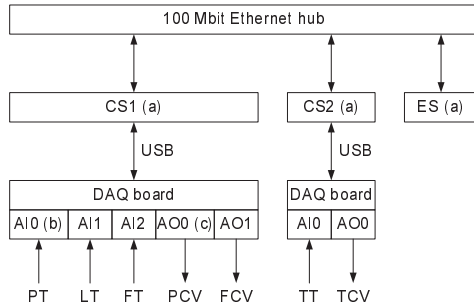 100 Mbit Ethernet hub
CS1 (a) CS2 (a) ES (a)
USB USB
DAQ board DAQ board
AI0 (b) AI1 AI2 AO0 (c) AO1 AI0 AO0
PT LT FT PCV FCV TT TCV